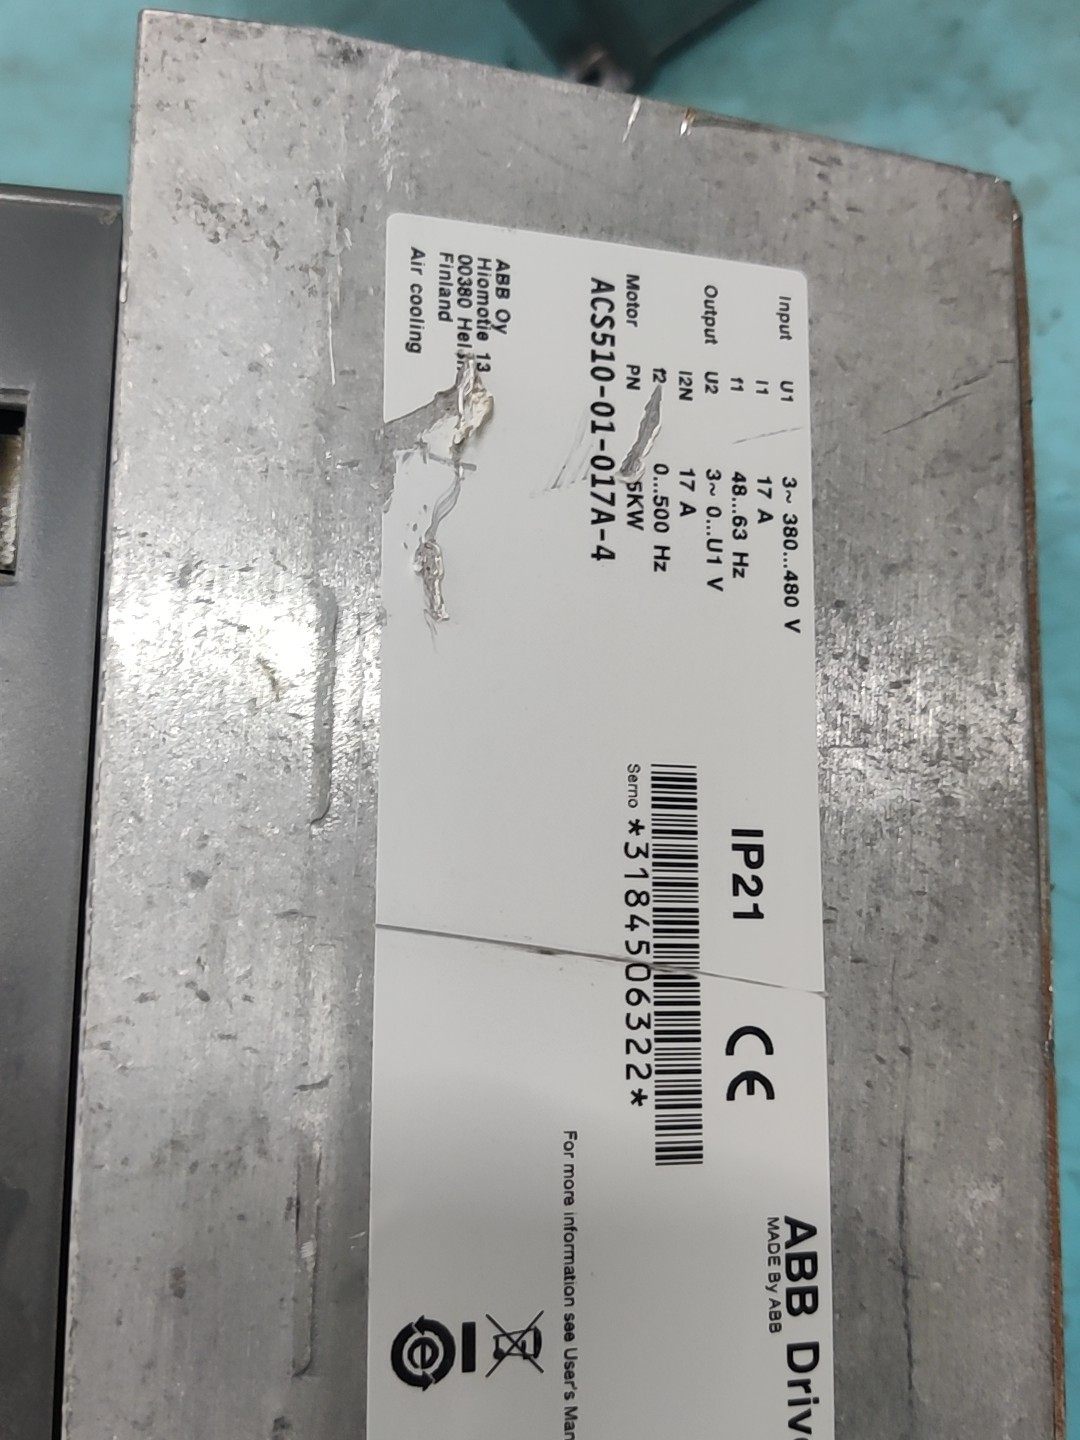 Input U1 3~ 380...480 V
I1 17 A
f1 48...63 Hz
Output U2 3~ 0...U1 V
I2N 17 A
f2 0...500 Hz
Motor PN 5KW
ACS510-01-017A-4
ABB Oy
Hiomotie 13
00380
Finland
Air cooling
IP21
Serno *3184506322*
CE
ABB
MADE By ABB
For more information see User's